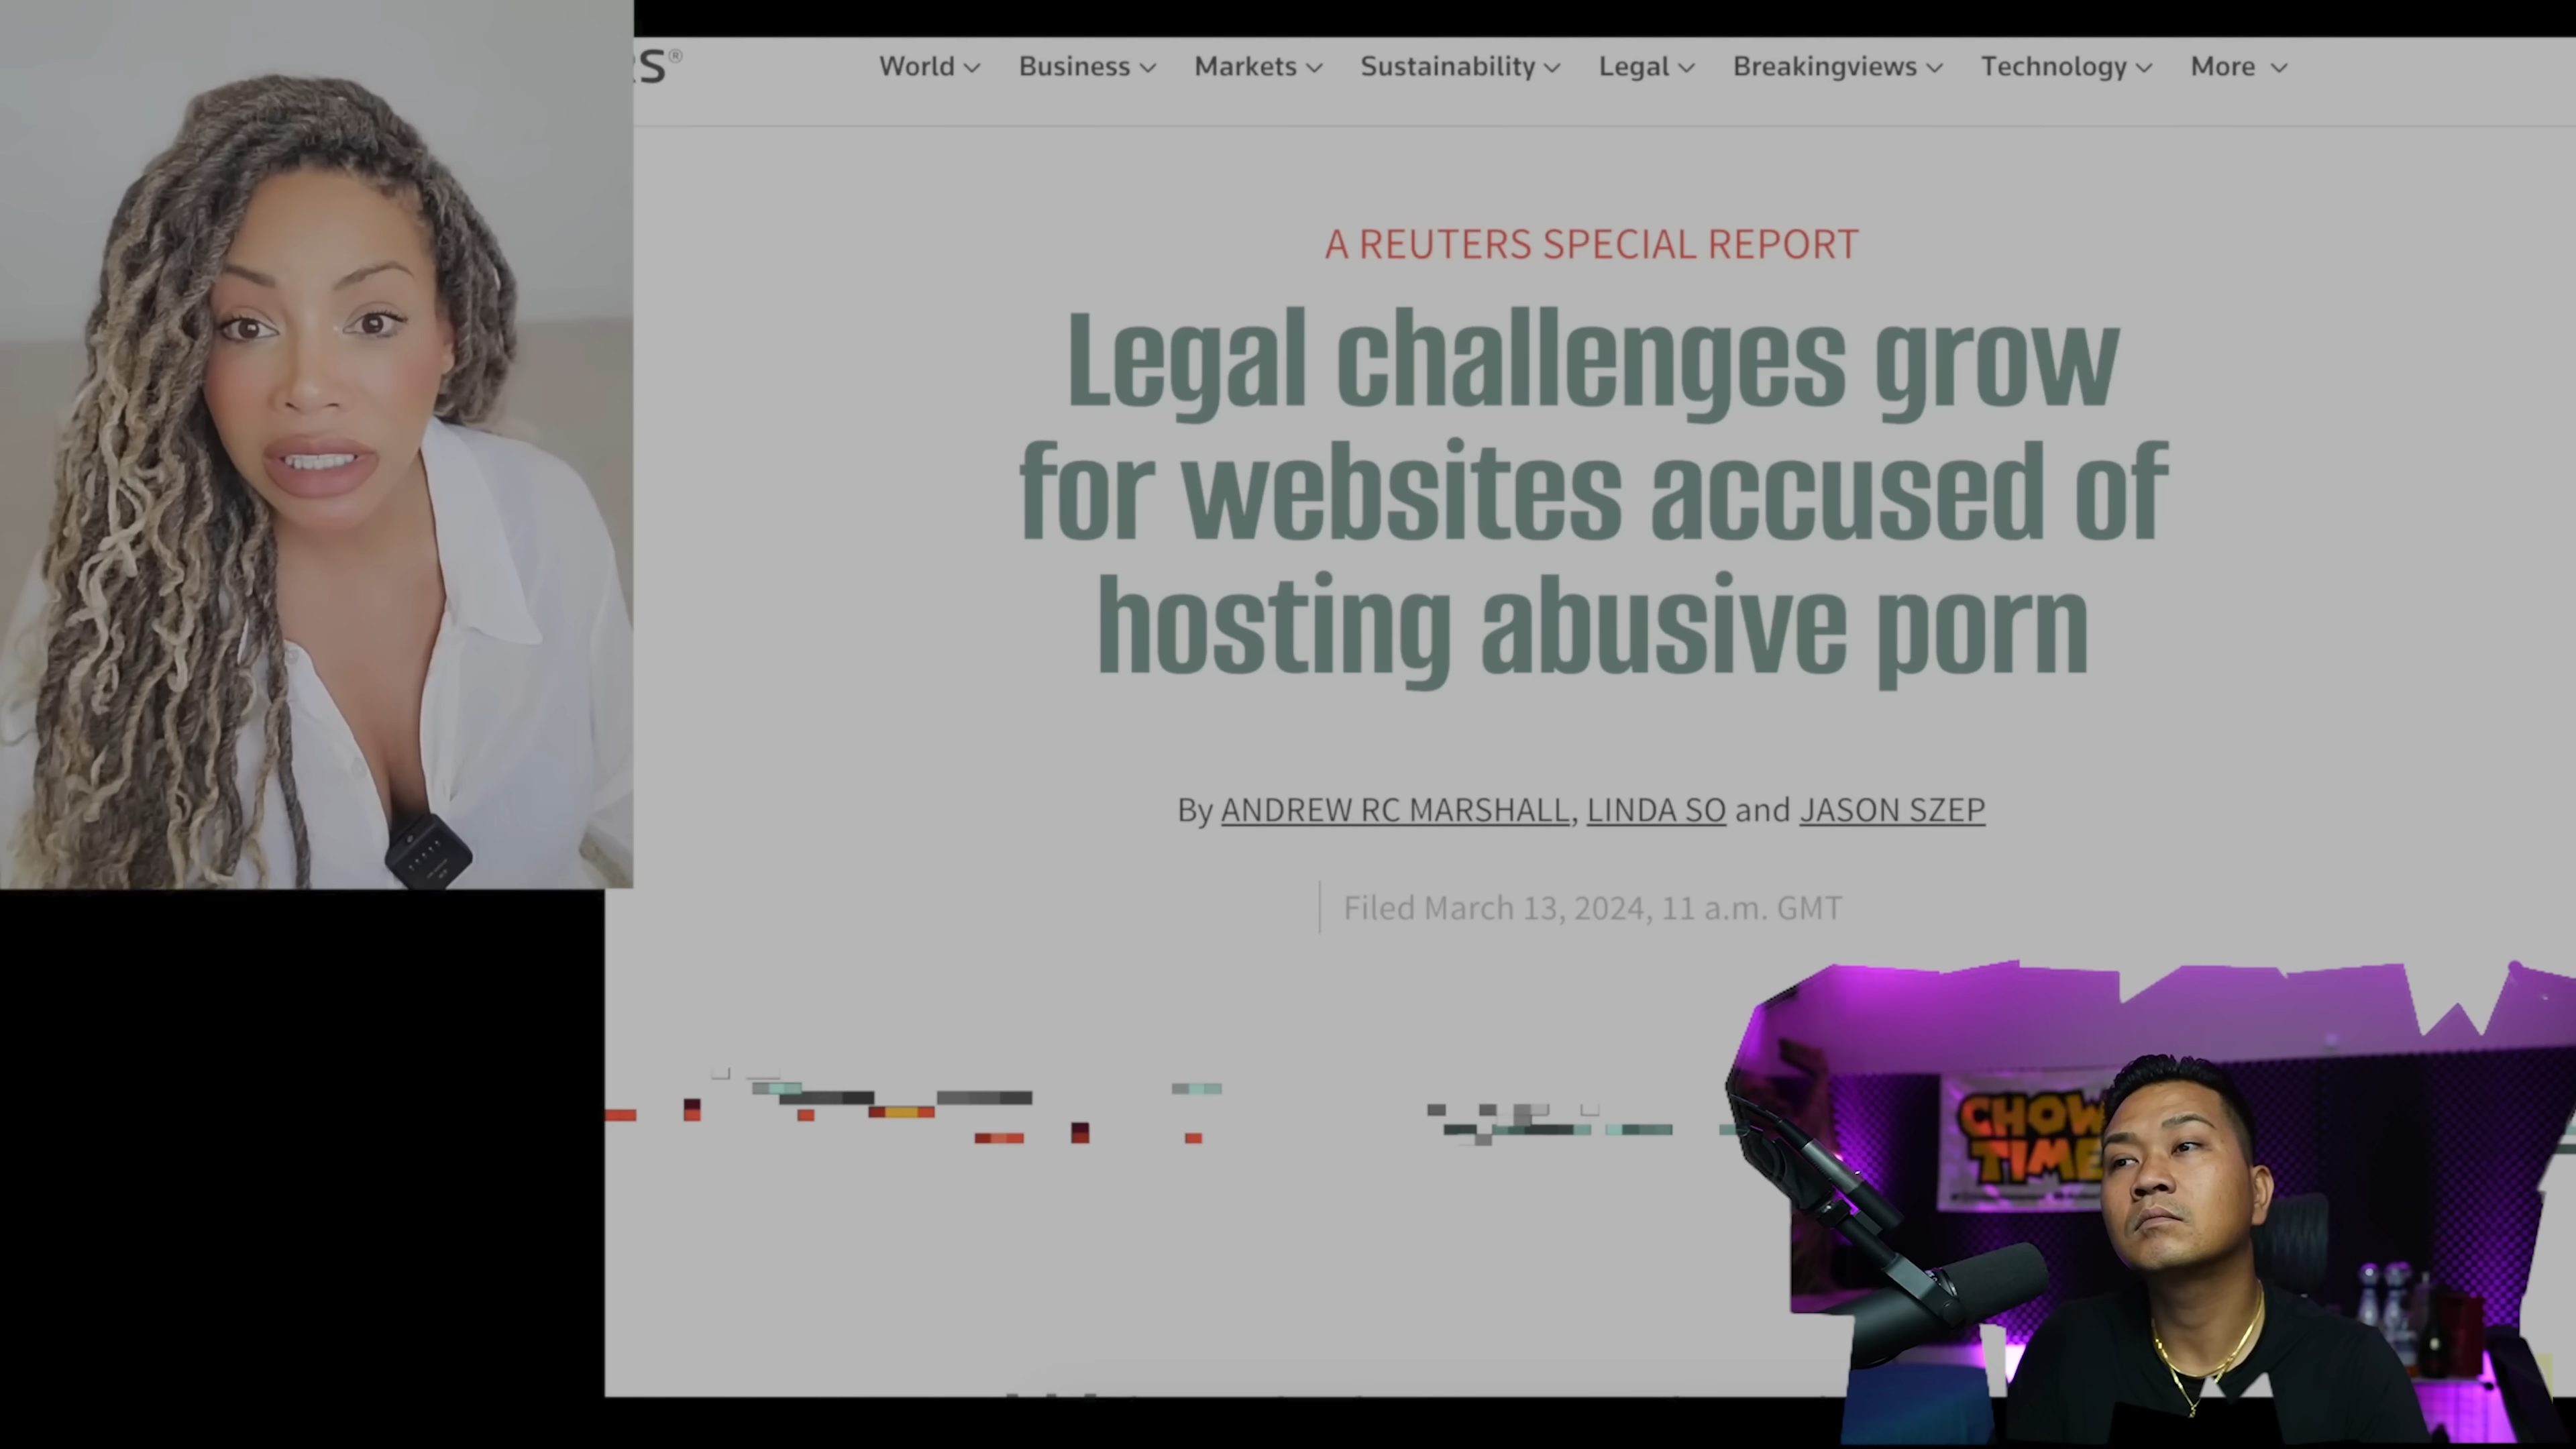 RS®
World Business Markets Sustainability Legal Breakingviews Technology More
A REUTERS SPECIAL REPORT
Legal challenges grow
for websites accused of
hosting abusive porn
By ANDREW RC MARSHALL, LINDA SO and JASON SZEP
Filed March 13, 2024, 11 a.m. GMT
CHOW
TIME